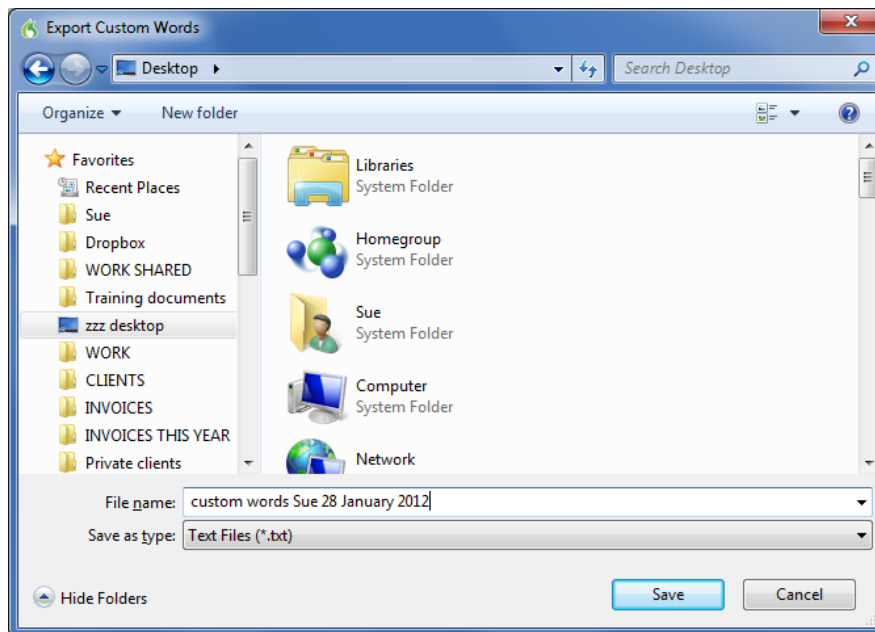 Export Custom Words
Desktop
Search Desktop
Organize
New folder
Favorites
Recent Places
Sue
Dropbox
WORK SHARED
Training documents
zzz desktop
WORK
CLIENTS
INVOICES
INVOICES THIS YEAR
Private clients
Libraries
System Folder
Homegroup
System Folder
Sue
System Folder
Computer
System Folder
Network
File name: custom words Sue 28 January 2012
Save as type: Text Files (*.txt)
Hide Folders
Save
Cancel